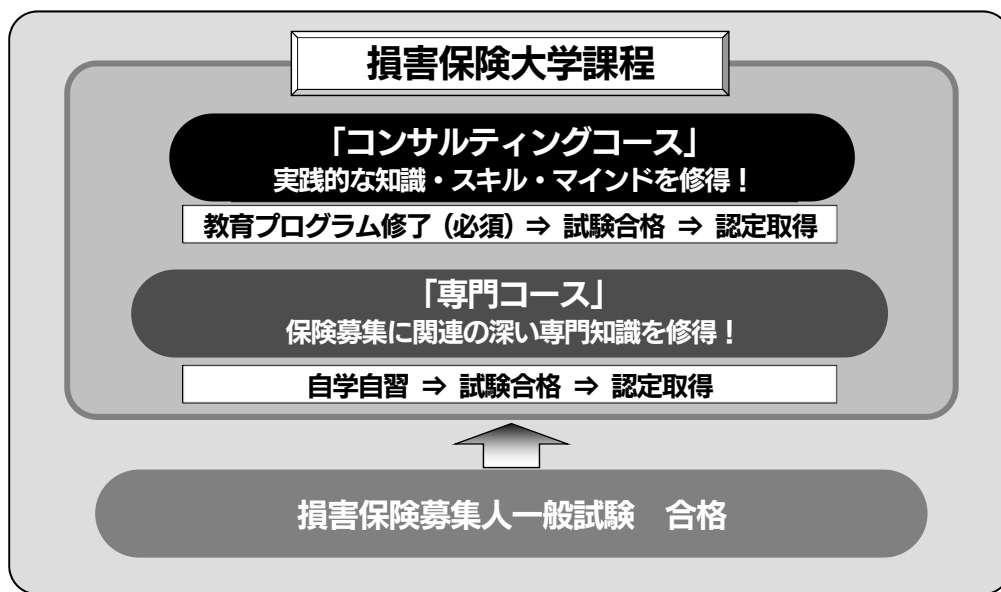 損害保険大学課程
「コンサルティングコース」
実践的な知識・スキル・マインドを修得！
教育プログラム修了（必須）⇒ 試験合格 ⇒ 認定取得
「専門コース」
保険募集に関連の深い専門知識を修得！
自学自習 ⇒ 試験合格 ⇒ 認定取得
損害保険募集人一般試験　合格